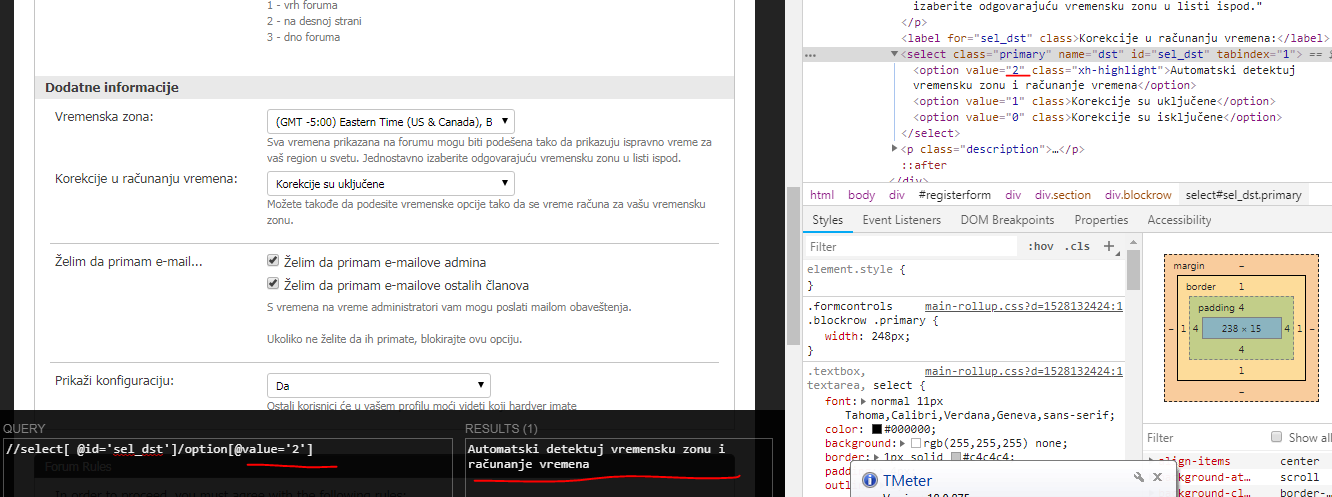 1 - vrh foruma
2 - na desnoj strani
3 - dno foruma
Dodatne informacije
Vremenska zona:
(GMT -5:00) Eastern Time (US & Canada), B
Sva vremena prikazana na forumu mogu biti podešena tako da prikazuju ispravno vreme za
vaš region u svetu. Jednostavno izaberite odgovarajuću vremensku zonu u listi ispod.
Korekcije u računanju vremena:
Korekcije su uključene
Možete takođe da podesite vremenske opcije tako da se vreme računa za vašu vremensku
zonu.
Želim da primam e-mail...
Želim da primam e-mailove admina
Želim da primam e-mailove ostalih članova
S vremena na vreme administratori vam mogu poslati mailom obaveštenja.
Ukoliko ne želite da ih primate, blokirajte ovu opciju.
Prikaži konfiguraciju:
Da
Ostali korisnici će u vašem profilu moći videti koji hardver imate
QUERY
//select[ @id='sel_dst']/option[@value='2']
Forum Rules
In order to proceed, you must agree with the following rules:
RESULTS (1)
Automatski detektuj vremensku zonu i
računanje vremena
izaberite odgovarajuću vremensku zonu u listi ispod."
</p>
<label for="sel_dst" class>Korekcije u računanju vremena:</label>
… ▼<select class="primary" name="dst" id="sel_dst" tabindex="1"> ==
<option value="2" class="xh-highlight">Automatski detektuj
vremensku zonu i računanje vremena</option>
<option value="1" class>Korekcije su uključene</option>
<option value="0" class>Korekcije su isključene</option>
</select>
▶<p class="description">…</p>
::after
</div>
html body div #registerform div div.section div.blockrow select#sel_dst.primary
Styles Event Listeners DOM Breakpoints Properties Accessibility
Filter :hov .cls +
element.style {
}
.formcontrols main-rollup.css?d=1528132424:1
.blockrow .primary {
width: 248px;
}
.textbox, main-rollup.css?d=1528132424:1
textarea, select {
font:▶ normal 11px
Tahoma,Calibri,Verdana,Geneva,sans-serif;
color: #000000;
background:▶ rgb(255,255,255) none;
border:▶ 1px solid #c4c4c4;
margin –
border 1
padding 4
– 1 4 238 × 15 4 1 –
4
1
–
Filter Show all
TMeter